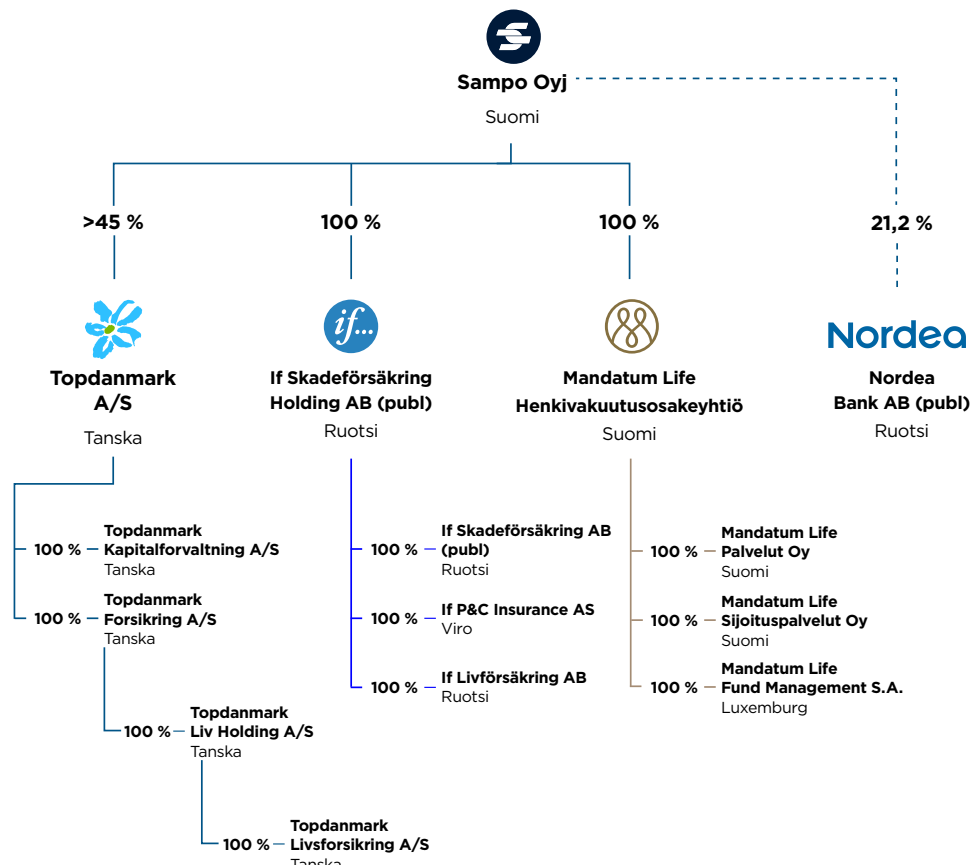 Sampo Oyj
Suomi
>45 %
100 %
100 %
21,2 %
if...
Nordea
Topdanmark
A/S
Tanska
If Skadeförsäkring
Holding AB (publ)
Ruotsi
Mandatum Life
Henkivakuutusosakeyhtiö
Suomi
Nordea
Bank AB (publ)
Ruotsi
100 %
Topdanmark
Kapitalforvaltning A/S
Tanska
100 %
Topdanmark
Forsikring A/S
Tanska
100 %
Topdanmark
Liv Holding A/S
Tanska
100 %
Topdanmark
Livsforsikring A/S
Tanska
100 %
If Skadeförsäkring AB
(publ)
Ruotsi
100 %
If P&C Insurance AS
Viro
100 %
If Livförsäkring AB
Ruotsi
100 %
Mandatum Life
Palvelut Oy
Suomi
100 %
Mandatum Life
Sijoituspalvelut Oy
Suomi
100 %
Mandatum Life
Fund Management S.A.
Luxemburg